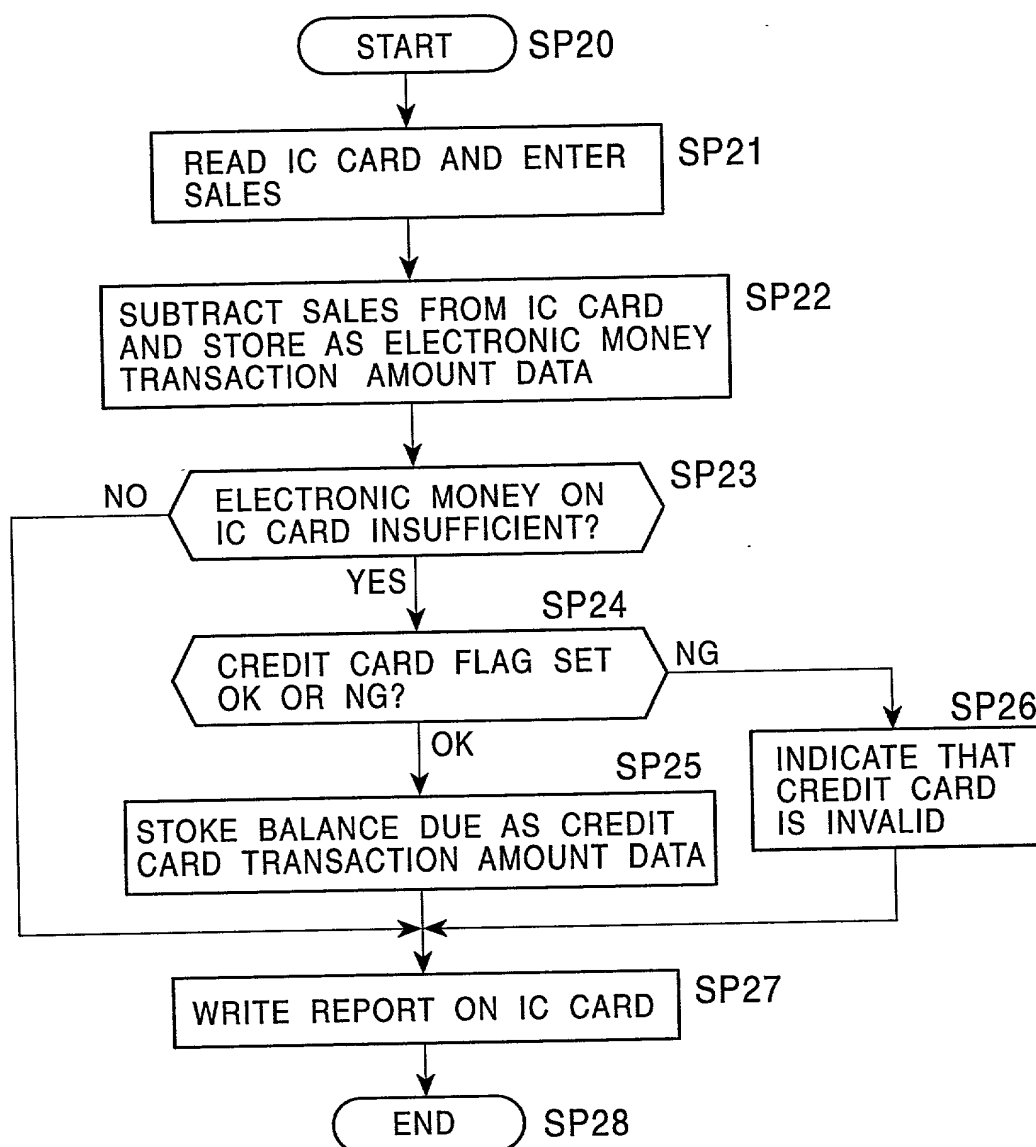 START
SP20
READ IC CARD AND ENTER
SALES
SP21
SUBTRACT SALES FROM IC CARD
AND STORE AS ELECTRONIC MONEY
TRANSACTION AMOUNT DATA
SP22
ELECTRONIC MONEY ON
IC CARD INSUFFICIENT?
SP23
NO
YES
SP24
CREDIT CARD FLAG SET
OK OR NG?
NG
OK
SP26
INDICATE THAT
CREDIT CARD
IS INVALID
SP25
STOKE BALANCE DUE AS CREDIT
CARD TRANSACTION AMOUNT DATA
WRITE REPORT ON IC CARD
SP27
END
SP28